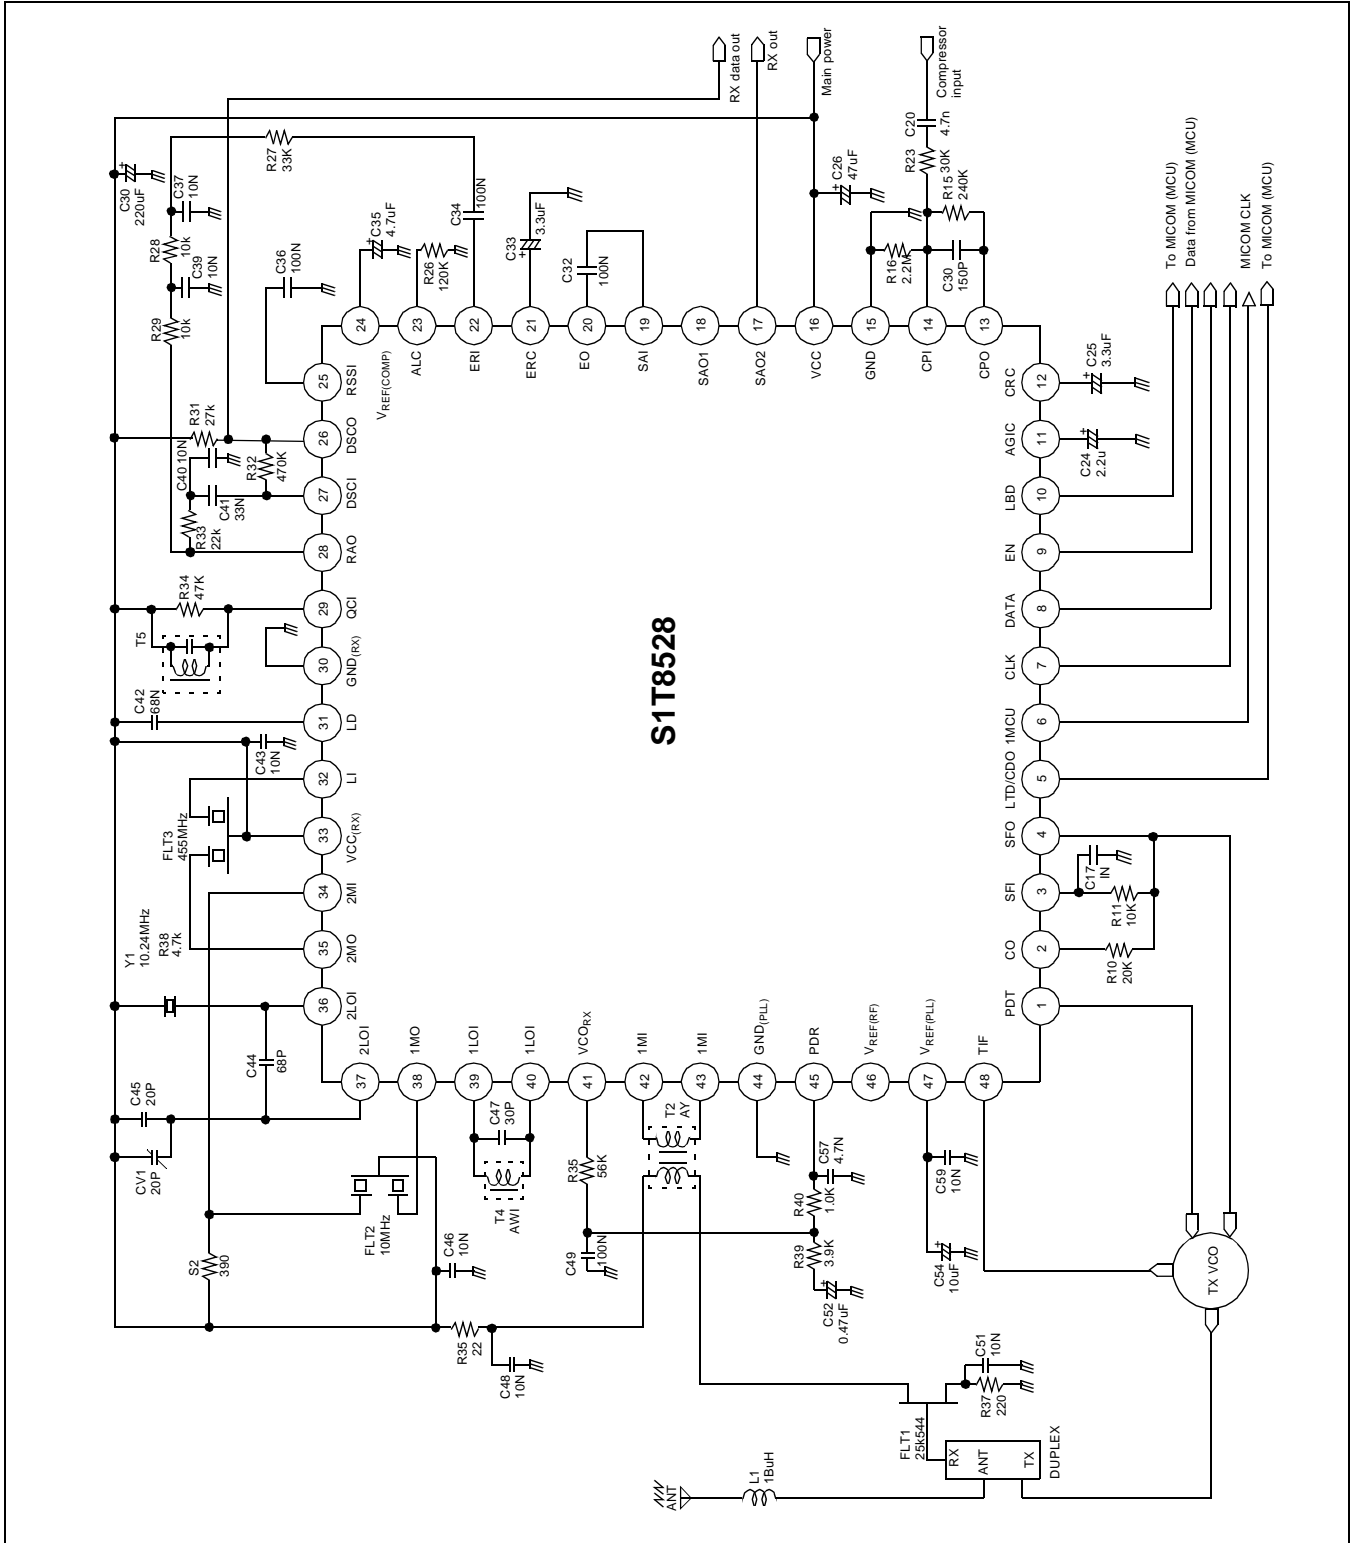 RX data out
RX out
Main power
Compressor
input
C30
220uF
C37
10N
R27
33K
R28
10k
C39
10N
R29
10k
C36
100N
C35
4.7uF
R26
120K
C34
100N
C33
3.3uF
C32
100N
C26
47uF
C20
4.7n
R23
30K
R15
240K
R16
2.2M
C30
150P
To MICOM (MCU)
Data from MICOM (MCU)
MICOM CLK
To MICOM (MCU)
24
23
22
21
20
19
18
17
16
15
14
13
VREF(COMP)
ALC
ERI
ERC
EO
SAI
SAO1
SAO2
VCC
GND
CPI
CPO
25
RSSI
26
DSCO
27
DSCI
28
RAO
29
QCI
30
GND(RX)
31
LD
32
LI
33
VCC(RX)
34
2MI
35
2MO
36
2LOI
R31
27k
C40 10N
R32
470K
C41
33N
R33
22k
R34
47K
T5
C42
68N
C43
10N
FLT3
455MHz
Y1
10.24MHz
R38
4.7k
C44
68P
C45
20P
CV1
20P
S1T8528
12
CRC
11
AGIC
10
LBD
9
EN
8
DATA
7
CLK
6
1MCU
5
LTD/CDO
4
SFO
3
SFI
2
CO
1
PDT
C25
3.3uF
C24
2.2u
C17
IN
R11
10K
R10
20K
2LOI
1MO
1LOI
1LOI
VCORX
1MI
1MI
GND(PLL)
PDR
VREF(RF)
VREF(PLL)
TIF
37
38
39
40
41
42
43
44
45
46
47
48
C47
30P
T4
AWI
FLT2
10MHz
S2
390
C46
10N
R35
22
C48
10N
R35
56K
C49
100N
T2
AY
C57
4.7N
R40
1.0K
R39
3.9K
C52
0.47uF
C59
10N
C54
10uF
TX VCO
C51
10N
R37
220
FLT1
25k544
RX
ANT
TX
DUPLEX
L1
1BuH
ANT